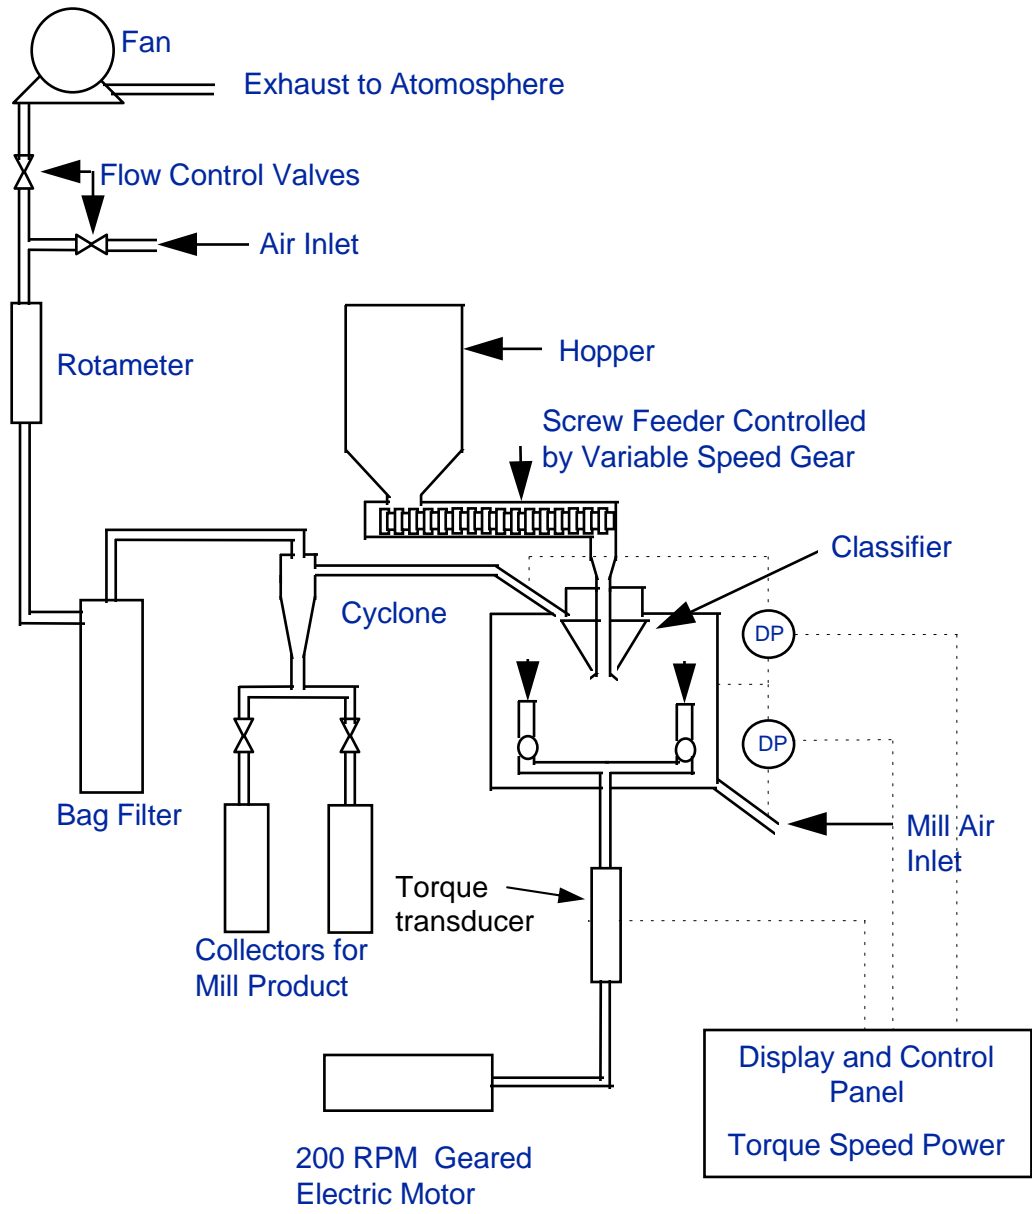 Fan
Exhaust to Atomosphere
Flow Control Valves
Air Inlet
Hopper
Rotameter
Screw Feeder Controlled
by Variable Speed Gear
Classifier
Cyclone
DP
DP
Bag Filter
Mill Air
Inlet
Torque
transducer
Collectors for
Mill Product
Display and Control
Panel
Torque Speed Power
200 RPM  Geared
Electric Motor